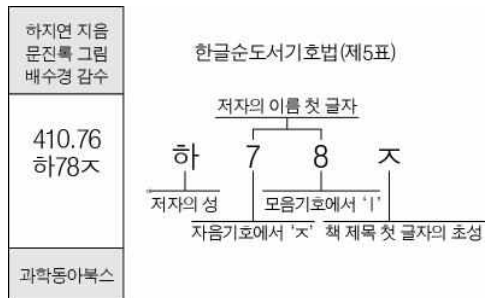 하지연 지음
문진록 그림
배수경 감수
410.76
하78ㅈ
과학동아북스
한글순도서기호법(제5표)
저자의 이름 첫 글자
하 7 8 ㅈ
저자의 성
모음기호에서 'ㅣ'
자음기호에서 'ㅈ'
책 제목 첫 글자의 초성